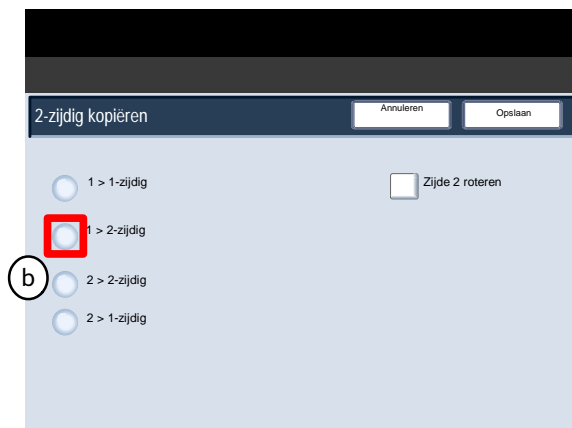 2-zijdig kopiëren
Annuleren
Opslaan
1 > 1-zijdig
Zijde 2 roteren
1 > 2-zijdig
b
2 > 2-zijdig
2 > 1-zijdig